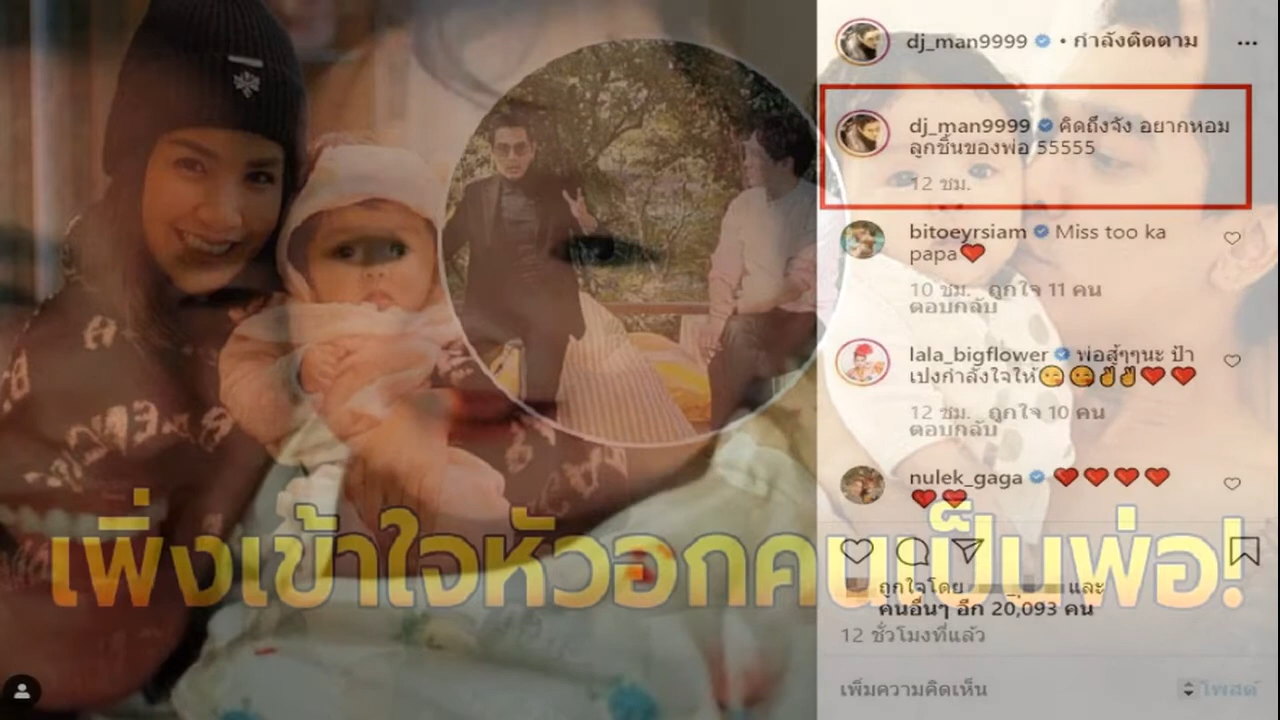 dj_man9999 • กำลังติดตาม
dj_man9999 คิดถึงจัง อยากหอม
ลูกชิ้นของพ่อ 55555
12 ชม.
bitoeyrsiam Miss too ka
papa❤️
10 ชม. ถูกใจ 11 คน
ตอบกลับ
lala_bigflower พ่อสู้ๆๆนะ ป้า
เปงกำลังใจให้😘😘✌️✌️❤️❤️
12 ชม. ถูกใจ 10 คน
ตอบกลับ
nulek_gaga ❤️❤️❤️❤️
❤️❤️
เพิ่งเข้าใจหัวอกคนเป็นพ่อ!
ถูกใจโดย และ
คนอื่นๆ อีก 20,093 คน
12 ชั่วโมงที่แล้ว
เพิ่มความคิดเห็น
โพสต์